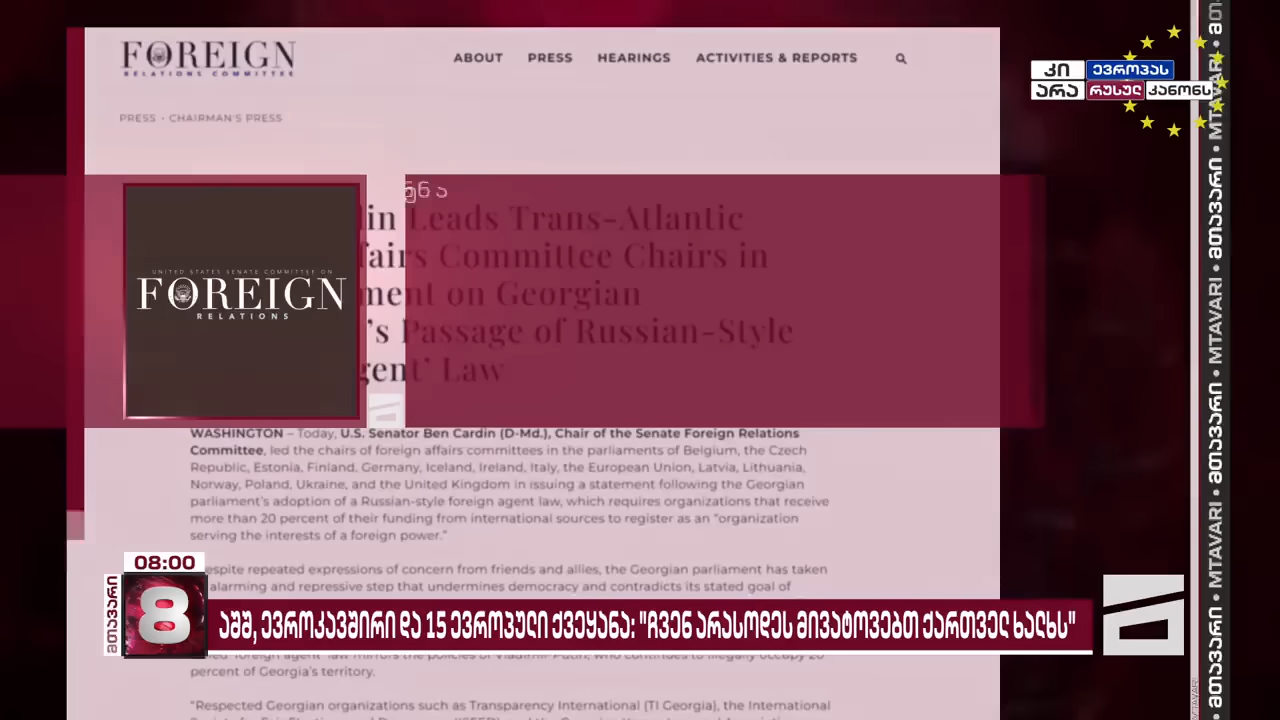 FOREIGN
RELATIONS COMMITTEE
ABOUT PRESS HEARINGS ACTIVITIES & REPORTS
PRESS • CHAIRMAN'S PRESS
კი ევროპას
არა რუსულ კანონს
UNITED STATES SENATE COMMITTEE ON
FOREIGN
RELATIONS
in Leads Trans-Atlantic
fairs Committee Chairs in
ment on Georgian
's Passage of Russian-Style
gent' Law
WASHINGTON – Today, U.S. Senator Ben Cardin (D-Md.), Chair of the Senate Foreign Relations
Committee, led the chairs of foreign affairs committees in the parliaments of Belgium, the Czech
Republic, Estonia, Finland, Germany, Iceland, Ireland, Italy, the European Union, Latvia, Lithuania,
Norway, Poland, Ukraine, and the United Kingdom in issuing a statement following the Georgian
parliament's adoption of a Russian-style foreign agent law, which requires organizations that receive
more than 20 percent of their funding from international sources to register as an "organization
serving the interests of a foreign power."
espite repeated expressions of concern from friends and allies, the Georgian parliament has taken
alarming and repressive step that undermines democracy and contradicts its stated goal of
08:00
მთავარი
8
აშშ, ევროკავშირი და 15 ევროპული ქვეყანა: "ჩვენ არასოდეს მივატოვებთ ქართველ ხალხს"
"foreign agent" law mirrors the policies of Vladimir Putin, who continues to illegally occupy 20
percent of Georgia's territory.
"Respected Georgian organizations such as Transparency International (TI Georgia), the International
MTAVARI • მთავარი • MTAVARI • მთავარი • MTAVARI • მთავარი